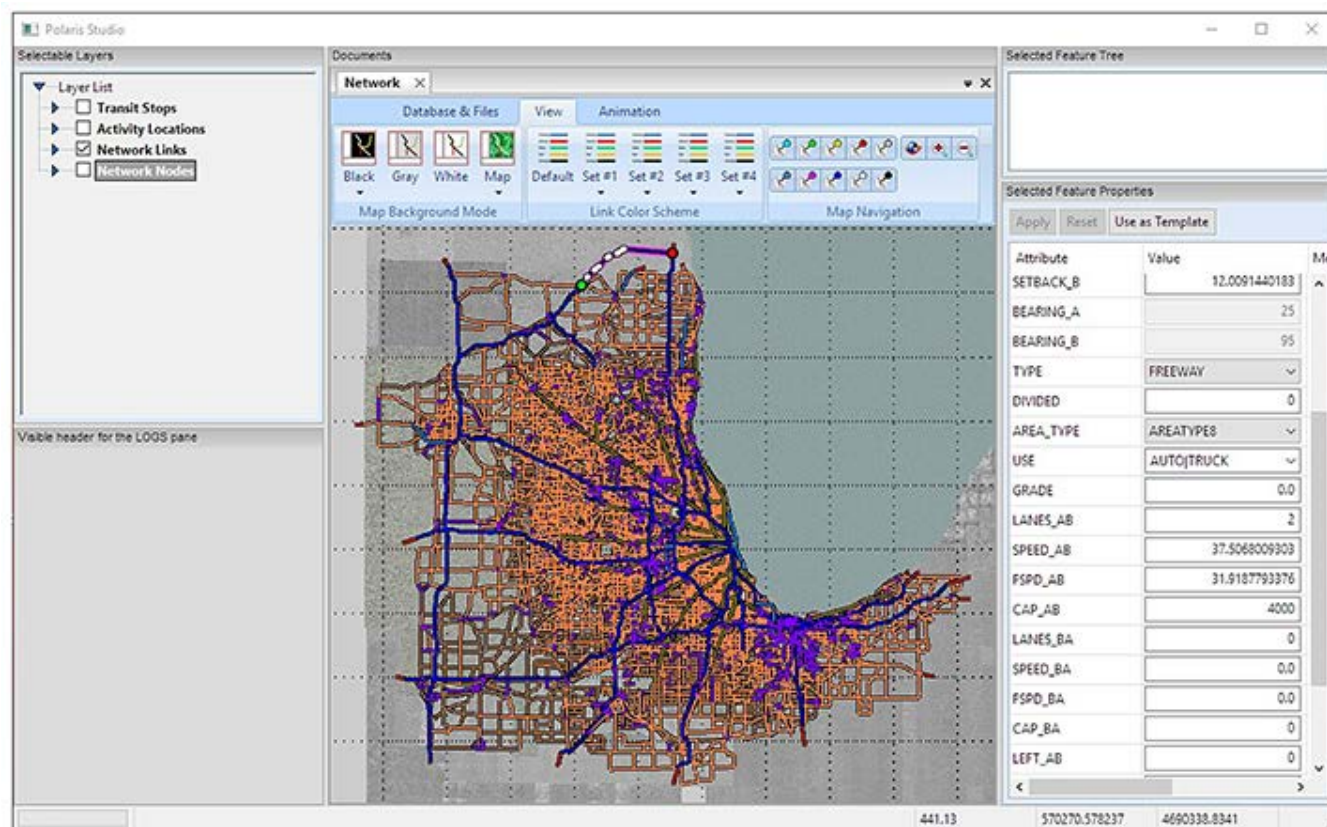 Polaris Studio
Selectable Layers
Layer List
Transit Stops
Activity Locations
Network Links
Network Nodes
Visible header for the LOGS pane
Documents
Network
Database & Files View Animation
Black Gray White Map
Map Background Mode
Default Set #1 Set #2 Set #3 Set #4
Link Color Scheme
Map Navigation
Selected Feature Tree
Selected Feature Properties
Apply Reset Use as Template
Attribute Value Mo
SETBACK_B 12.0091440183
BEARING_A 25
BEARING_B 95
TYPE FREEWAY
DIVIDED 0
AREA_TYPE AREATYPE8
USE AUTO|TRUCK
GRADE 0.0
LANES_AB 2
SPEED_AB 37.5068009303
FSPD_AB 31.9187793376
CAP_AB 4000
LANES_BA 0
SPEED_BA 0.0
FSPD_BA 0.0
CAP_BA 0
LEFT_AB 0
441.13 570270.578237 4690338.8341